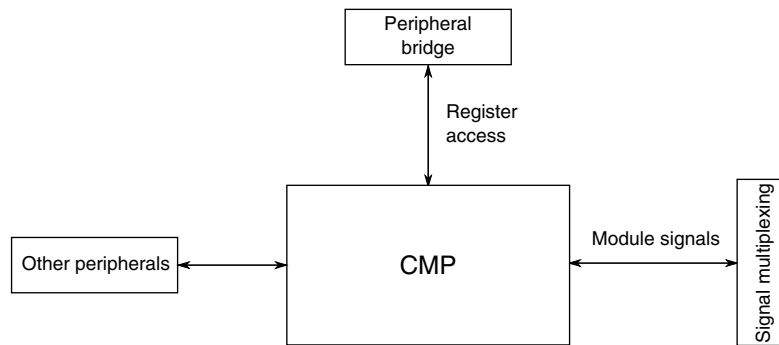 Peripheral
bridge
Register
access
Other peripherals
CMP
Module signals
Signal multiplexing